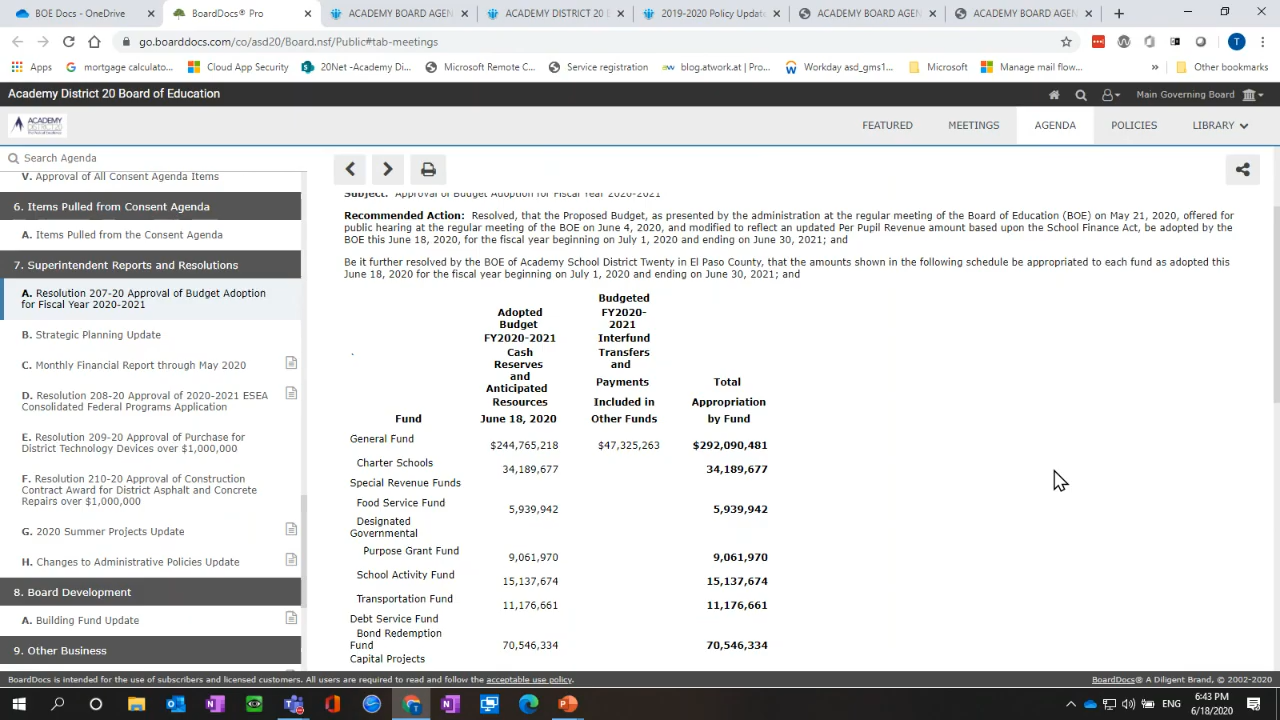 BOE Docs - OneDrive
BoardDocs® Pro
ACADEMY BOARD AGEN
ACADEMY DISTRICT 20 B
2019-2020 Policy Update
ACADEMY BOARD AGEN
ACADEMY BOARD AGEN
go.boarddocs.com/co/asd20/Board.nsf/Public#tab-meetings
T
Apps
mortgage calculato...
Cloud App Security
20Net -Academy Di...
Microsoft Remote C...
Service registration
blog.atwork.at | Pro...
Workday asd_gms1...
Microsoft
Manage mail flow...
»
Other bookmarks
Academy District 20 Board of Education
Main Governing Board
ACADEMY
DISTRICT 20
FEATURED
MEETINGS
AGENDA
POLICIES
LIBRARY
Search Agenda
V. Approval of All Consent Agenda Items
6. Items Pulled from Consent Agenda
A. Items Pulled from the Consent Agenda
7. Superintendent Reports and Resolutions
A. Resolution 207-20 Approval of Budget Adoption
for Fiscal Year 2020-2021
B. Strategic Planning Update
C. Monthly Financial Report through May 2020
D. Resolution 208-20 Approval of 2020-2021 ESEA
Consolidated Federal Programs Application
E. Resolution 209-20 Approval of Purchase for
District Technology Devices over $1,000,000
F. Resolution 210-20 Approval of Construction
Contract Award for District Asphalt and Concrete
Repairs over $1,000,000
G. 2020 Summer Projects Update
H. Changes to Administrative Policies Update
8. Board Development
A. Building Fund Update
9. Other Business
Subject: Approval of Budget Adoption for Fiscal Year 2020-2021
Recommended Action: Resolved, that the Proposed Budget, as presented by the administration at the regular meeting of the Board of Education (BOE) on May 21, 2020, offered for
public hearing at the regular meeting of the BOE on June 4, 2020, and modified to reflect an updated Per Pupil Revenue amount based upon the School Finance Act, be adopted by the
BOE this June 18, 2020, for the fiscal year beginning on July 1, 2020 and ending on June 30, 2021; and
Be it further resolved by the BOE of Academy School District Twenty in El Paso County, that the amounts shown in the following schedule be appropriated to each fund as adopted this
June 18, 2020 for the fiscal year beginning on July 1, 2020 and ending on June 30, 2021; and
Budgeted
Adopted FY2020-
Budget 2021
FY2020-2021 Interfund
. Cash Transfers
Reserves and
and
Anticipated Payments Total
Resources Included in Appropriation
Fund June 18, 2020 Other Funds by Fund
General Fund $244,765,218 $47,325,263 $292,090,481
Charter Schools 34,189,677 34,189,677
Special Revenue Funds
Food Service Fund 5,939,942 5,939,942
Designated
Governmental
Purpose Grant Fund 9,061,970 9,061,970
School Activity Fund 15,137,674 15,137,674
Transportation Fund 11,176,661 11,176,661
Debt Service Fund
Bond Redemption
Fund 70,546,334 70,546,334
Capital Projects
BoardDocs is intended for the use of subscribers and licensed customers. All users are required to read and follow the acceptable use policy.
BoardDocs® A Diligent Brand, © 2002-2020
ENG
6:43 PM
6/18/2020